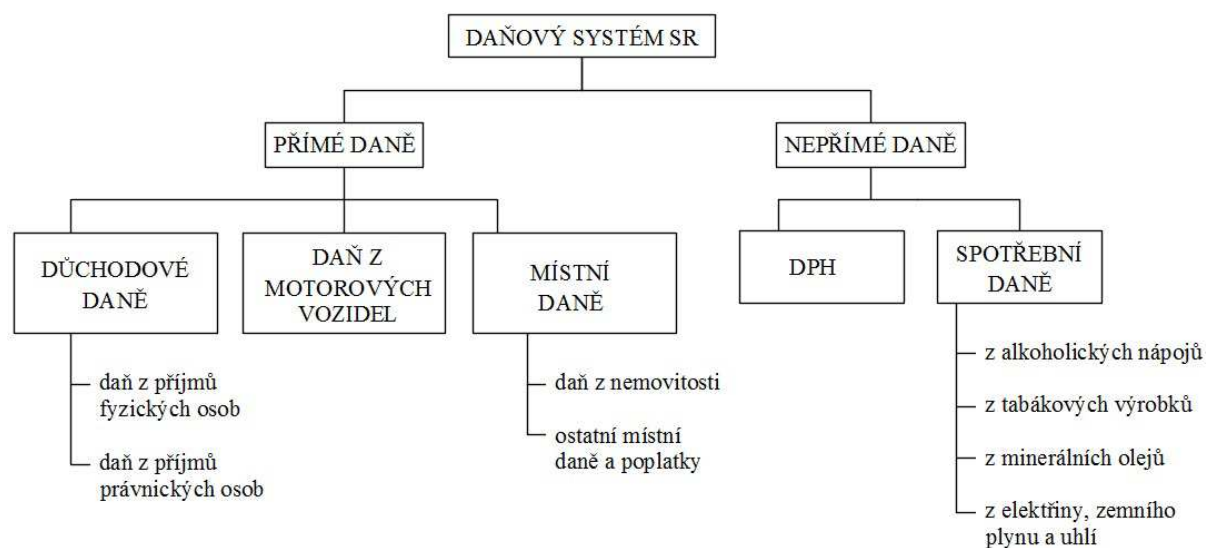 DAŇOVÝ SYSTÉM SR
PŘÍMÉ DANĚ
NEPŘÍMÉ DANĚ
DŮCHODOVÉ
DANĚ
DAŇ Z
MOTOROVÝCH
VOZIDEL
MÍSTNÍ
DANĚ
DPH
SPOTŘEBNÍ
DANĚ
daň z příjmů
fyzických osob
daň z příjmů
právnických osob
daň z nemovitosti
ostatní místní
daně a poplatky
z alkoholických nápojů
z tabákových výrobků
z minerálních olejů
z elektřiny, zemního
plynu a uhlí